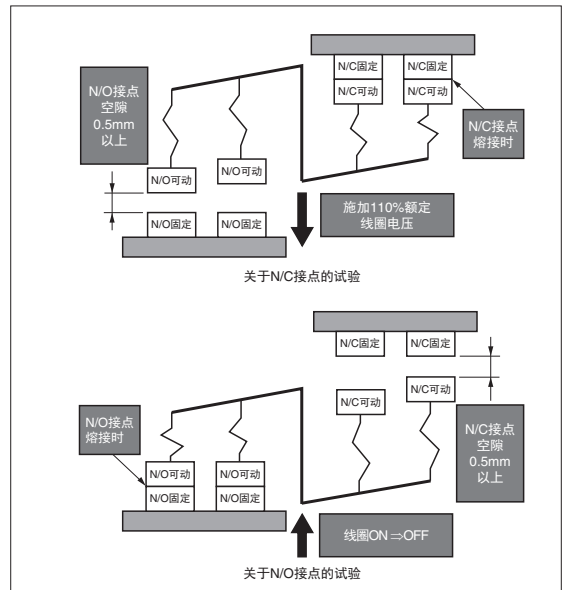 N/O接点
空隙
0.5mm
以上
N/C固定
N/C固定
N/C可动
N/C可动
N/C接点
熔接时
N/O可动
N/O可动
N/O固定
N/O固定
施加110%额定
线圈电压
关于N/C接点的试验
N/C固定
N/C固定
N/C可动
N/C可动
N/O接点
熔接时
N/C接点
空隙
0.5mm
以上
N/O可动
N/O可动
N/O固定
N/O固定
线圈ON⇒OFF
关于N/O接点的试验